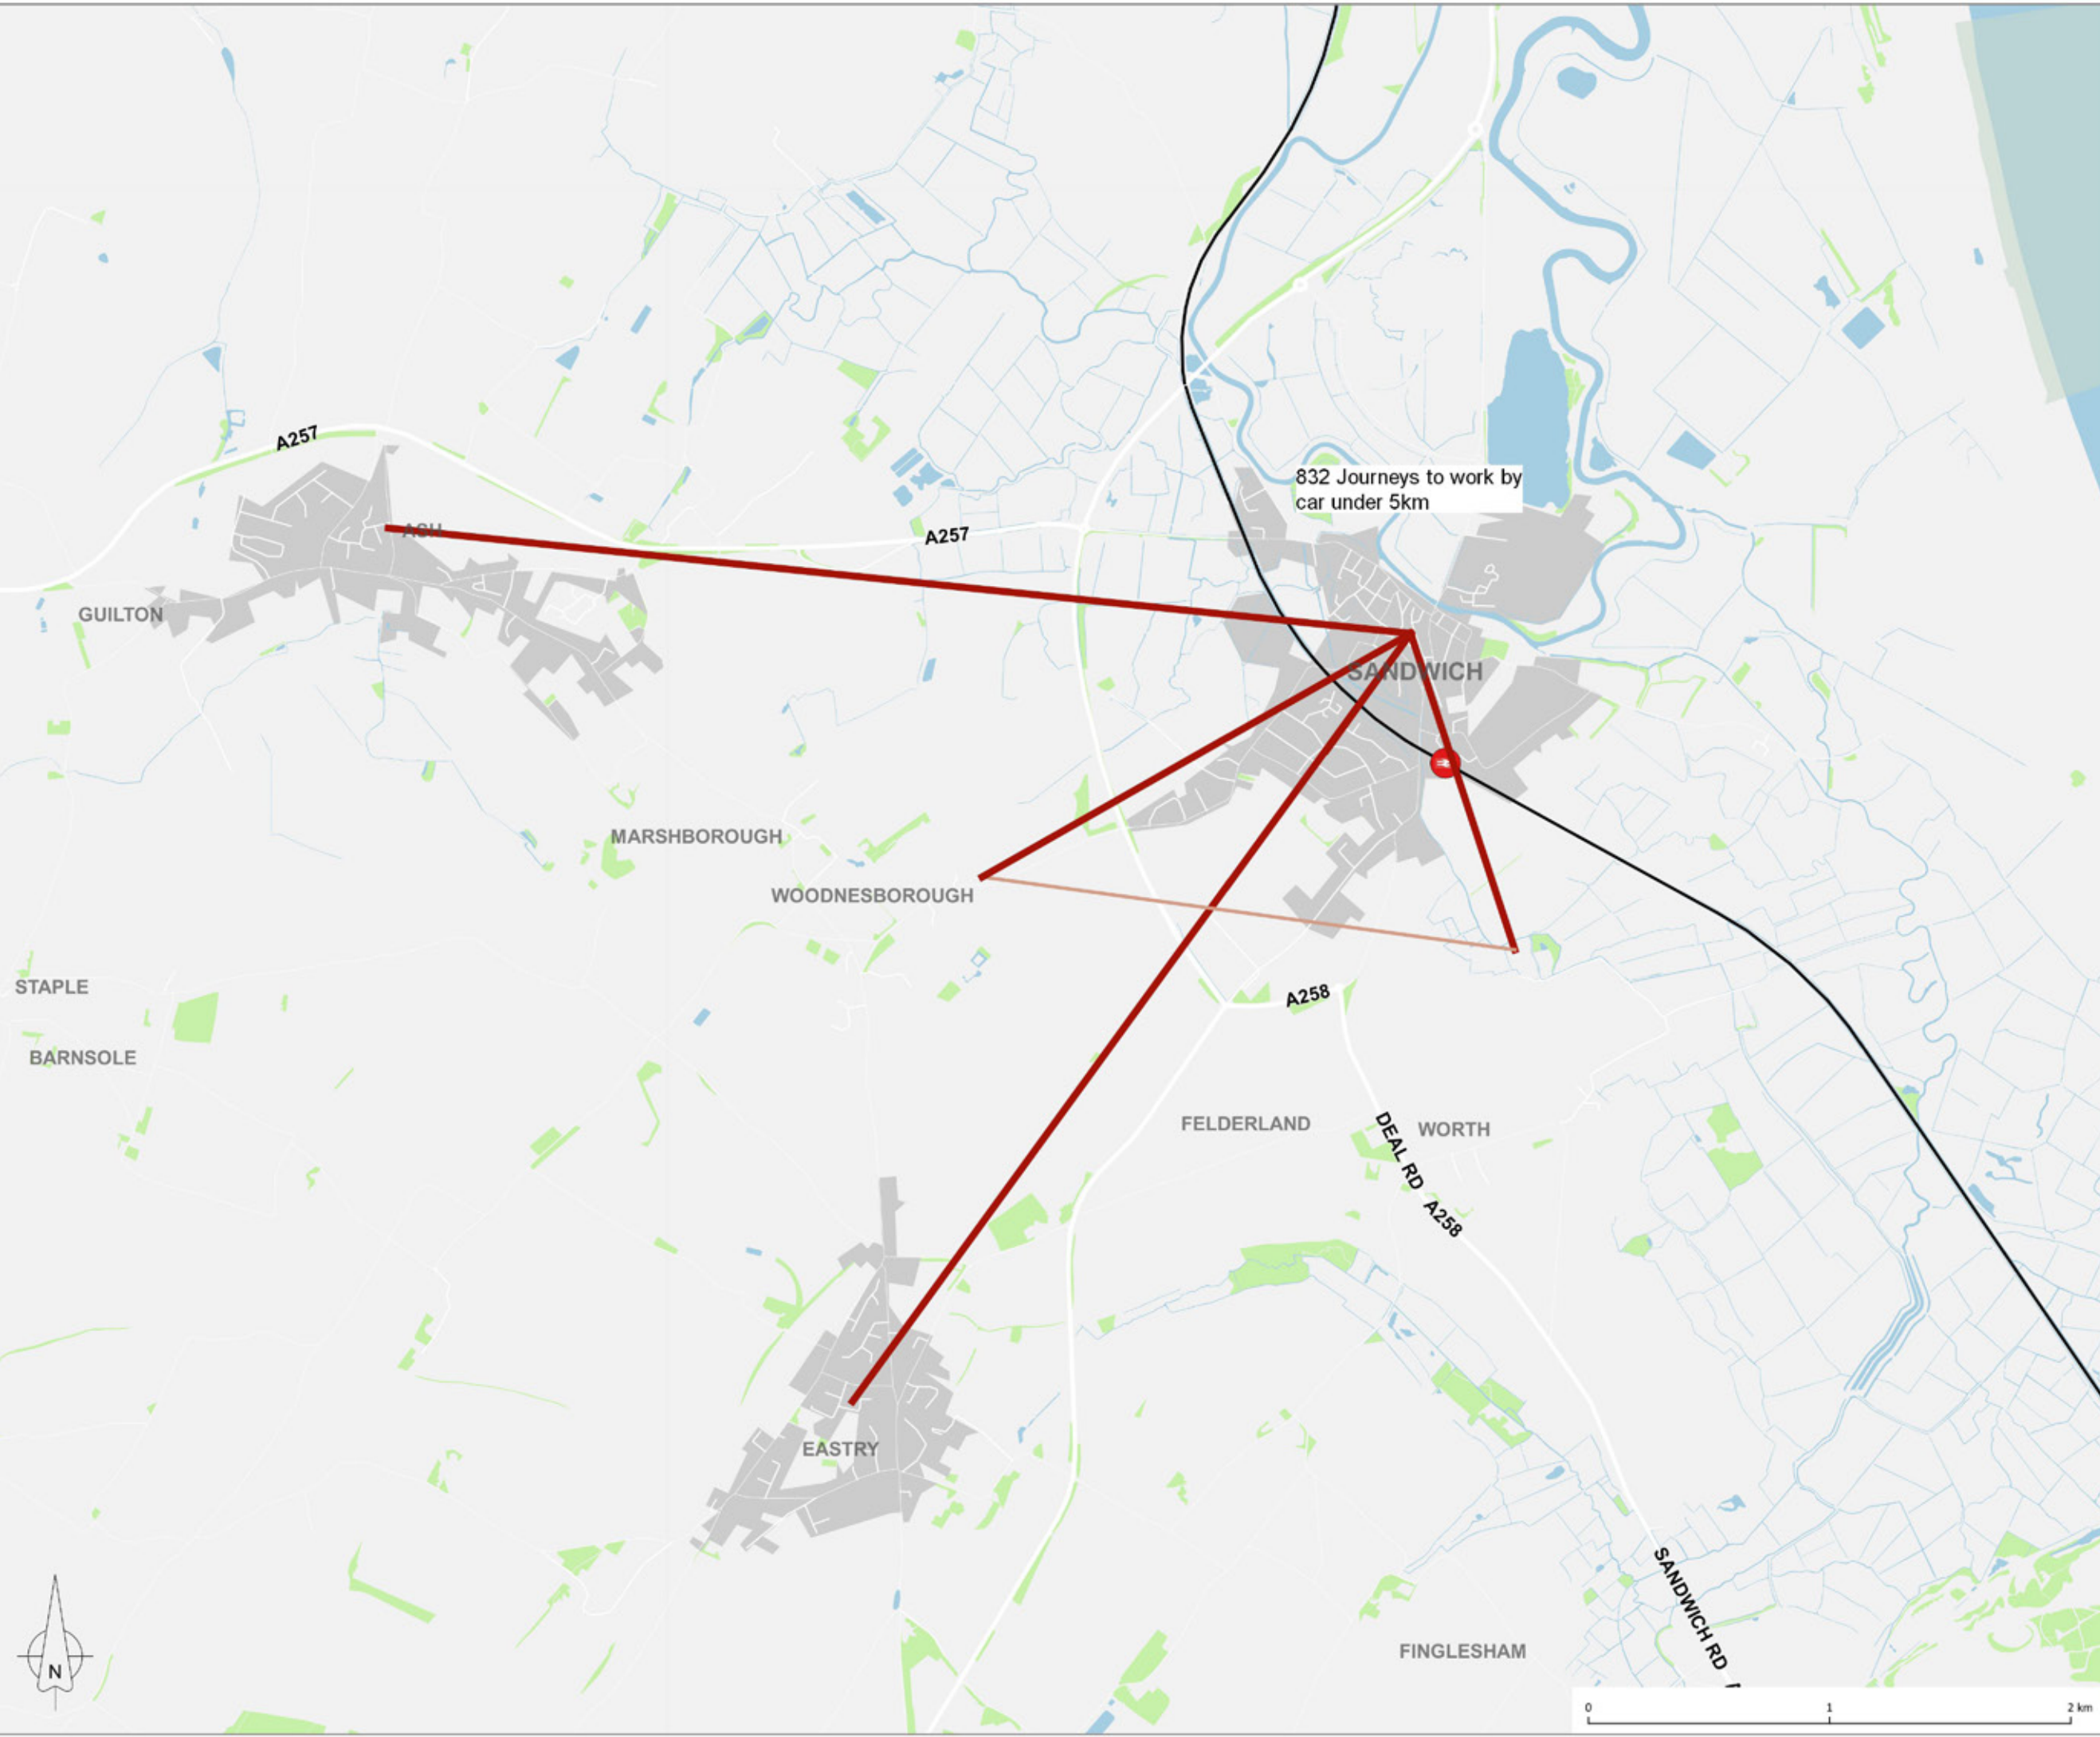 A257
832 Journeys to work by
car under 5km
ASH
A257
GUILTON
SANDWICH
MARSHBOROUGH
WOODNESBOROUGH
STAPLE
A258
BARNSOLE
FELDERLAND
DEAL RD A258
WORTH
EASTRY
SANDWICH RD
FINGLESHAM
N
0 1 2 km